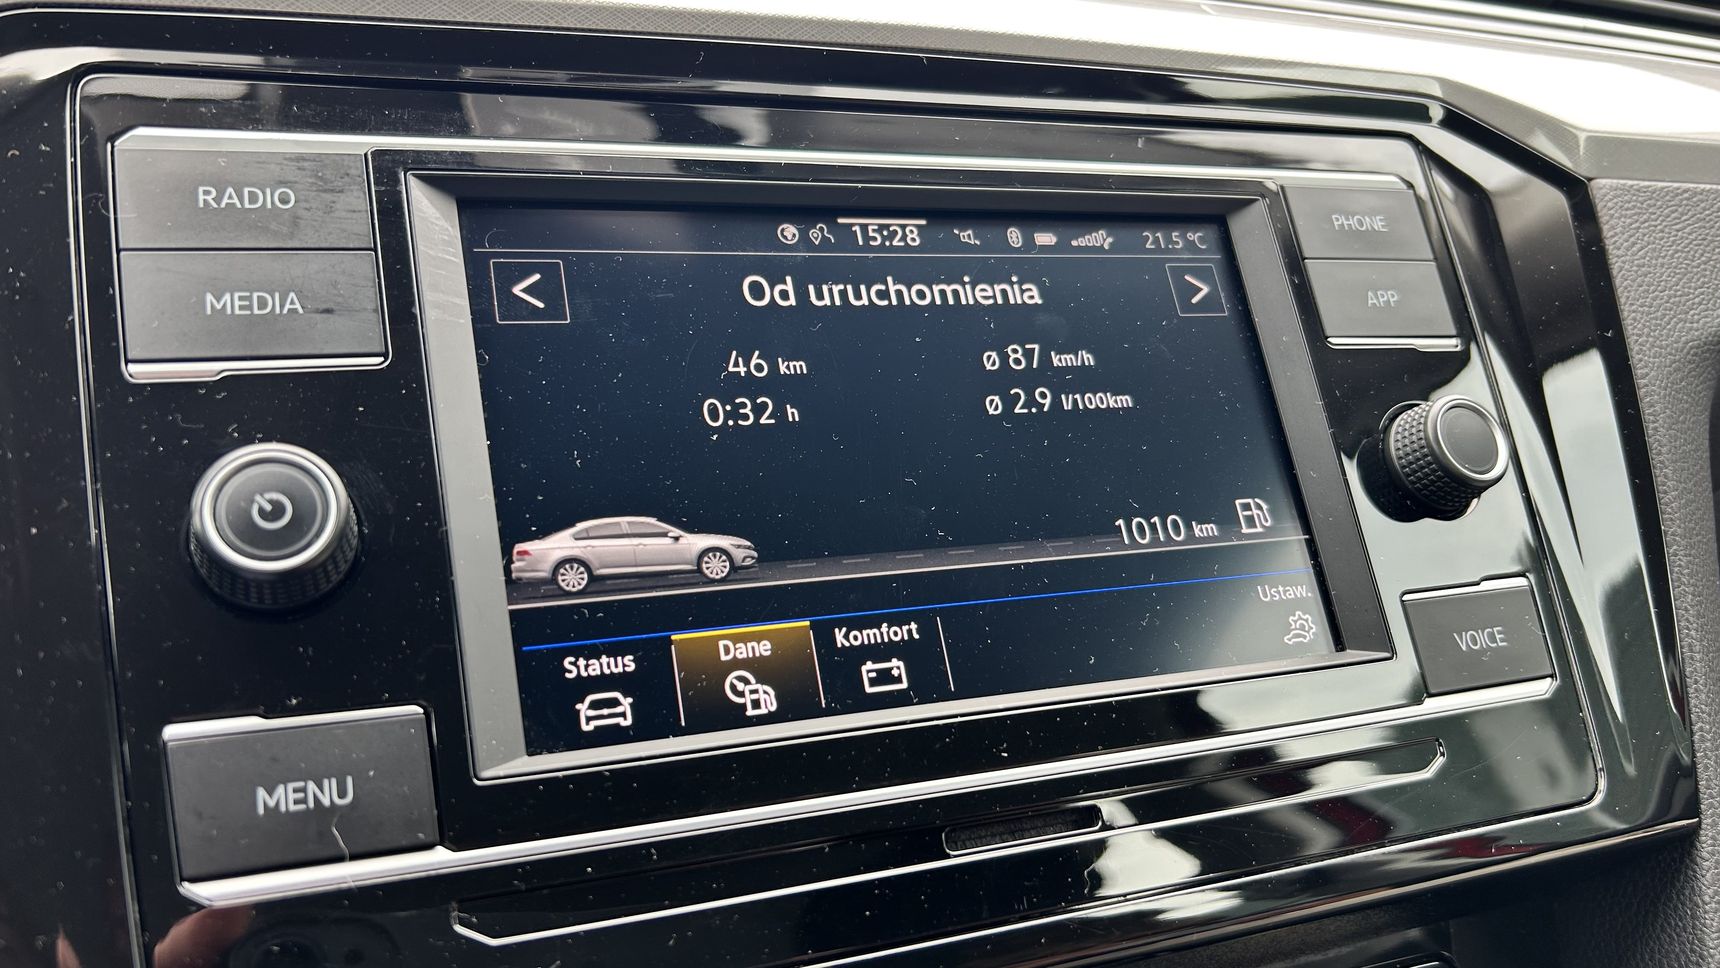 RADIO
MEDIA
MENU
15:28
21.5 °C
<
Od uruchomienia
>
46 km
ø 87 km/h
0:32 h
ø 2.9 l/100km
1010 km
Status
Dane
Komfort
Ustaw.
PHONE
APP
VOICE